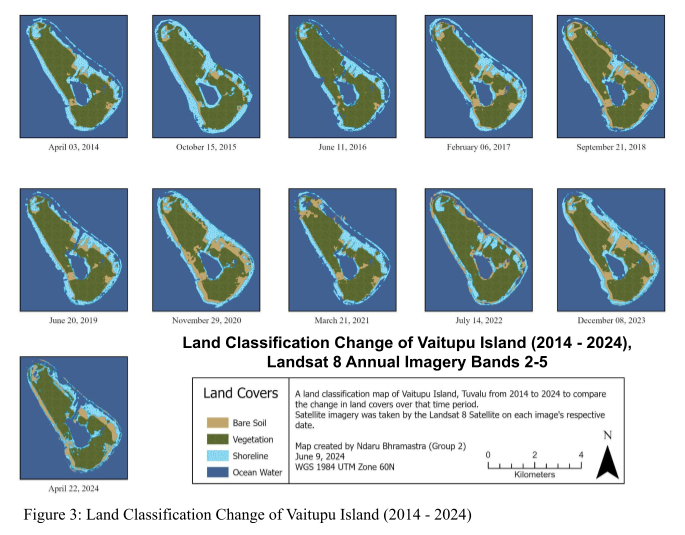 April 03, 2014
October 15, 2015
June 11, 2016
February 06, 2017
September 21, 2018
June 20, 2019
November 29, 2020
March 21, 2021
July 14, 2022
December 08, 2023
Land Classification Change of Vaitupu Island (2014 - 2024),
Landsat 8 Annual Imagery Bands 2-5
April 22, 2024
Land Covers
Bare Soil
Vegetation
Shoreline
Ocean Water
A land classification map of Vaitupu Island, Tuvalu from 2014 to 2024 to compare
the change in land covers over that time period.
Satellite imagery was taken by the Landsat 8 Satellite on each image's respective
date.
Map created by Ndaru Bhramastra (Group 2)
June 9, 2024
WGS 1984 UTM Zone 60N
0 2 4
Kilometers
N
Figure 3: Land Classification Change of Vaitupu Island (2014 - 2024)